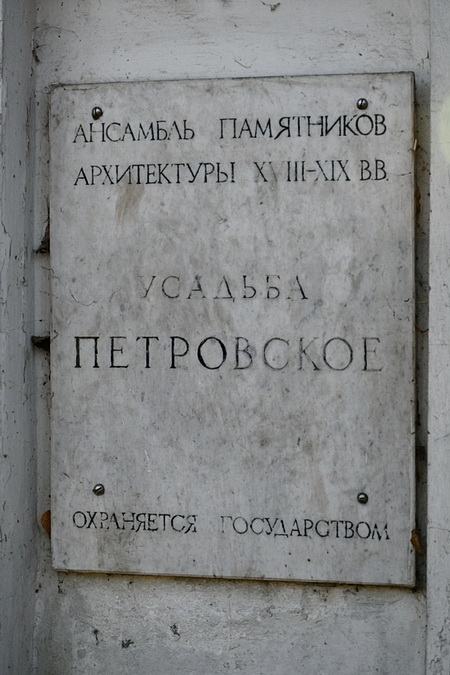 АНСАМБЛЬ ПАМЯТНИКОВ
АРХИТЕКТУРЫ XVIII-XIX ВВ.
УСАДЬБА
ПЕТРОВСКОЕ
ОХРАНЯЕТСЯ ГОСУДАРСТВОМ